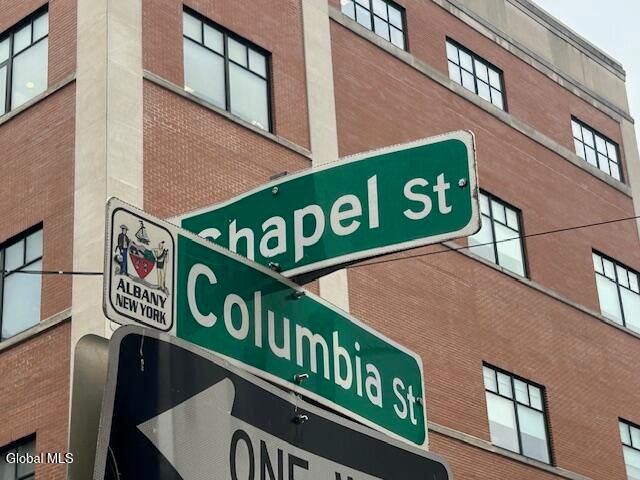 Chapel St
ALBANY
NEW YORK
Columbia St
ONE
Global MLS